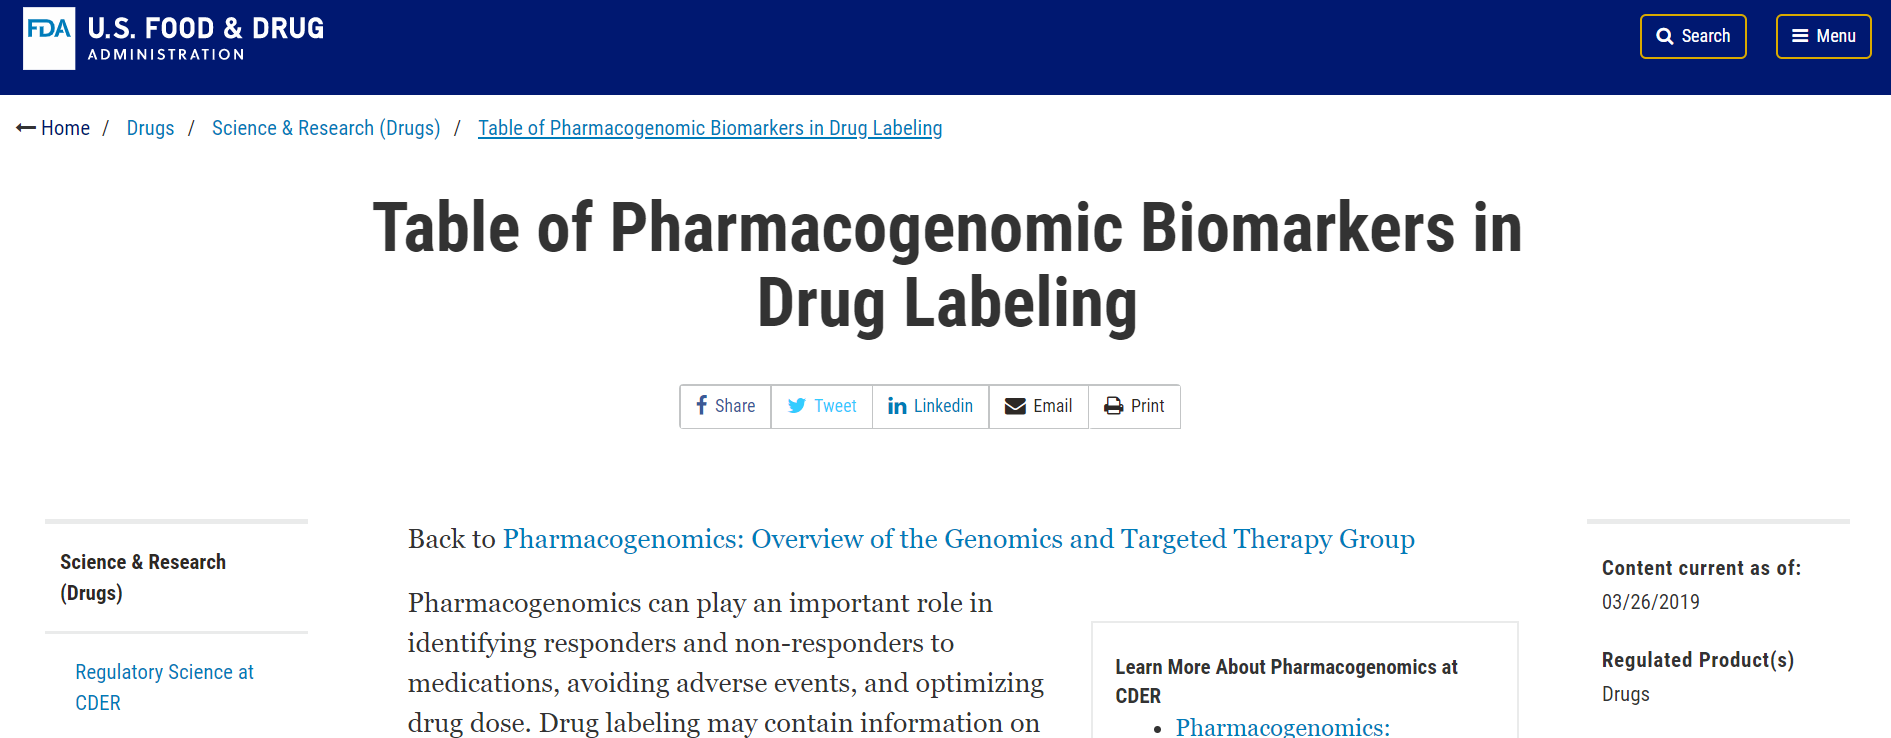 FDA U.S. FOOD & DRUG
ADMINISTRATION
Search
Menu
Home / Drugs / Science & Research (Drugs) / Table of Pharmacogenomic Biomarkers in Drug Labeling
Table of Pharmacogenomic Biomarkers in
Drug Labeling
Share Tweet Linkedin Email Print
Science & Research
(Drugs)
Regulatory Science at
CDER
Back to Pharmacogenomics: Overview of the Genomics and Targeted Therapy Group
Pharmacogenomics can play an important role in
identifying responders and non-responders to
medications, avoiding adverse events, and optimizing
drug dose. Drug labeling may contain information on
Learn More About Pharmacogenomics at
CDER
• Pharmacogenomics:
Content current as of:
03/26/2019
Regulated Product(s)
Drugs